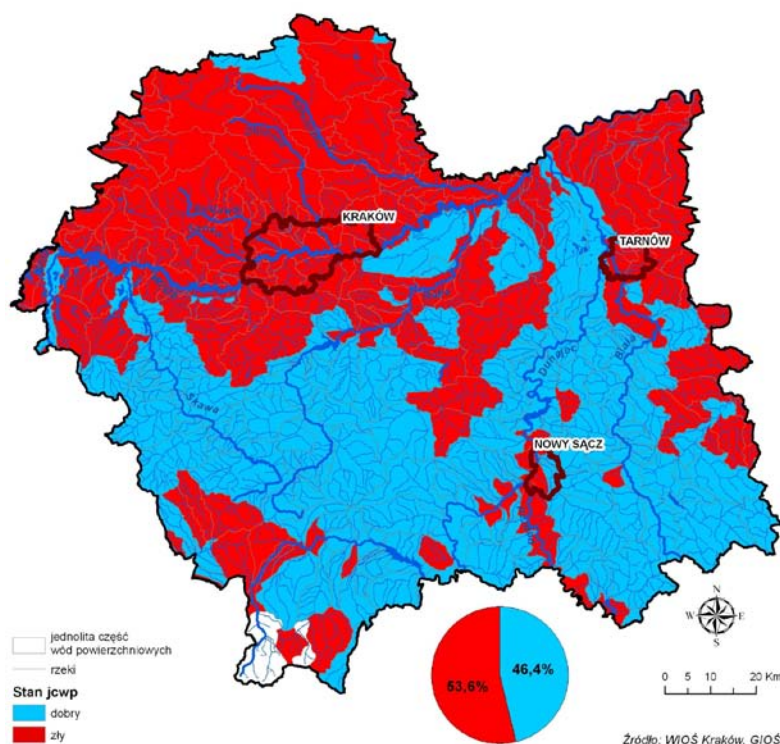 KRAKÓW
TARNÓW
Dunajec
Biała
Skawa
NOWY SĄCZ
N
W E
S
jednolita część
wód powierzchniowych
rzeki
Stan jcwp
dobry
zły
53,6%
46,4%
0 5 10 20 Km
Źródło: WIOŚ Kraków, GIOŚ